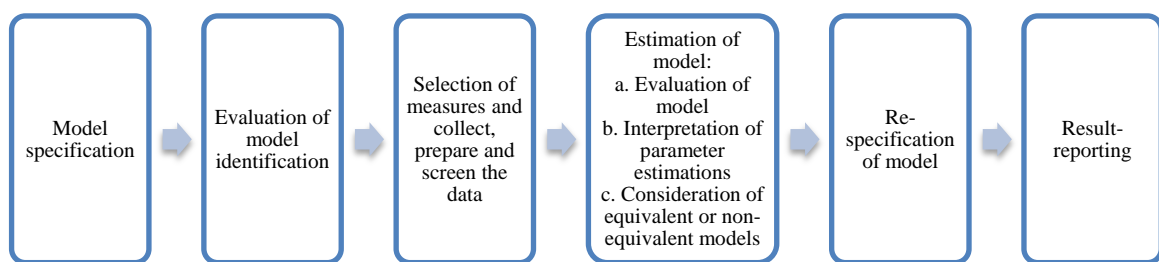 Model
specification
Evaluation of
model
identification
Selection of
measures and
collect,
prepare and
screen the
data
Estimation of
model:
a. Evaluation of
model
b. Interpretation of
parameter
estimations
c. Consideration of
equivalent or non-
equivalent models
Re-
specification
of model
Result-
reporting